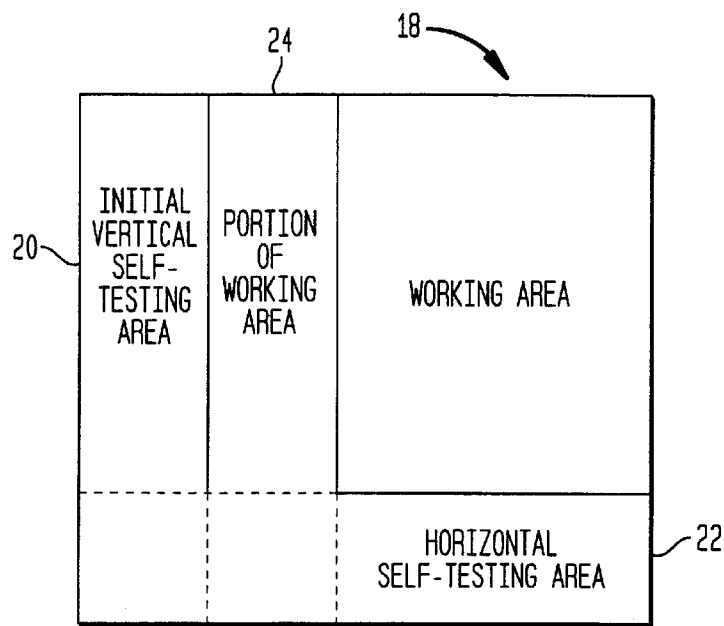 24
18
20
INITIAL
VERTICAL
SELF-
TESTING
AREA
PORTION
OF
WORKING
AREA
WORKING AREA
HORIZONTAL
SELF-TESTING AREA
22